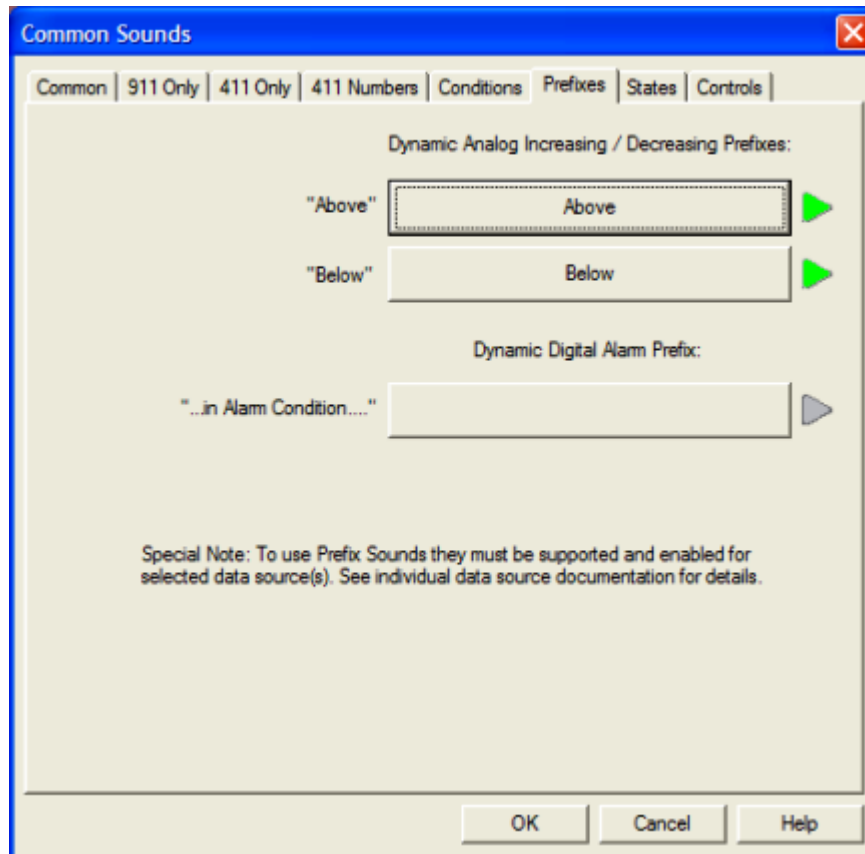 Common Sounds
Common 911 Only 411 Only 411 Numbers Conditions Prefixes States Controls
Dynamic Analog Increasing / Decreasing Prefixes:
"Above" Above
"Below" Below
Dynamic Digital Alarm Prefix:
"...in Alarm Condition...."
Special Note: To use Prefix Sounds they must be supported and enabled for
selected data source(s). See individual data source documentation for details.
OK Cancel Help